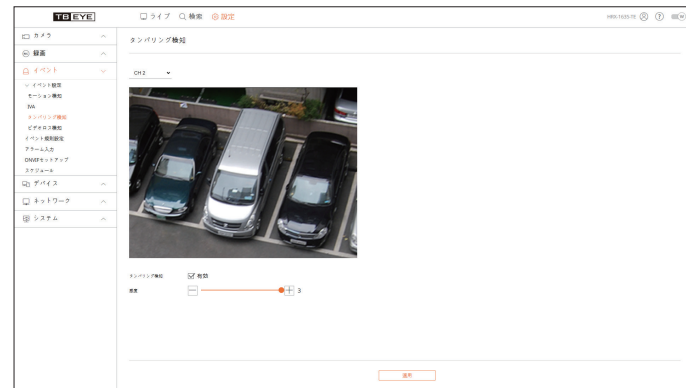 TB EYE
ライブ 検索 設定
HRX-1635-TB
カメラ
録画
イベント
イベント設定
モーション検知
IVA
タンパリング検知
ビデオロス検知
イベント規則設定
アラーム入力
ONVIFセットアップ
スケジュール
デバイス
ネットワーク
システム
タンパリング検知
CH 2
タンパリング検知 有効
感度 3
適用